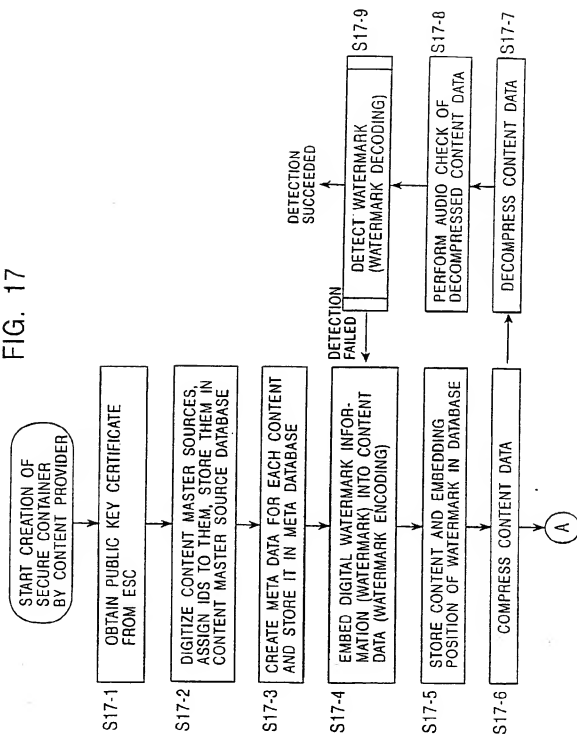 FIG. 17
START CREATION OF
SECURE CONTAINER
BY CONTENT PROVIDER
S17-1
OBTAIN PUBLIC KEY CERTIFICATE
FROM ESC
S17-2
DIGITIZE CONTENT MASTER SOURCES,
ASSIGN IDS TO THEM, STORE THEM IN
CONTENT MASTER SOURCE DATABASE
S17-3
CREATE META DATA FOR EACH CONTENT
AND STORE IT IN META DATABASE
S17-4
EMBED DIGITAL WATERMARK INFOR-
MATION (WATERMARK) INTO CONTENT
DATA (WATERMARK ENCODING)
S17-5
STORE CONTENT AND EMBEDDING
POSITION OF WATERMARK IN DATABASE
S17-6
COMPRESS CONTENT DATA
A
DETECTION
SUCCEEDED
DETECTION
FAILED
DETECT WATERMARK
(WATERMARK DECODING)
S17-9
PERFORM AUDIO CHECK OF
DECOMPRESSED CONTENT DATA
S17-8
DECOMPRESS CONTENT DATA
S17-7